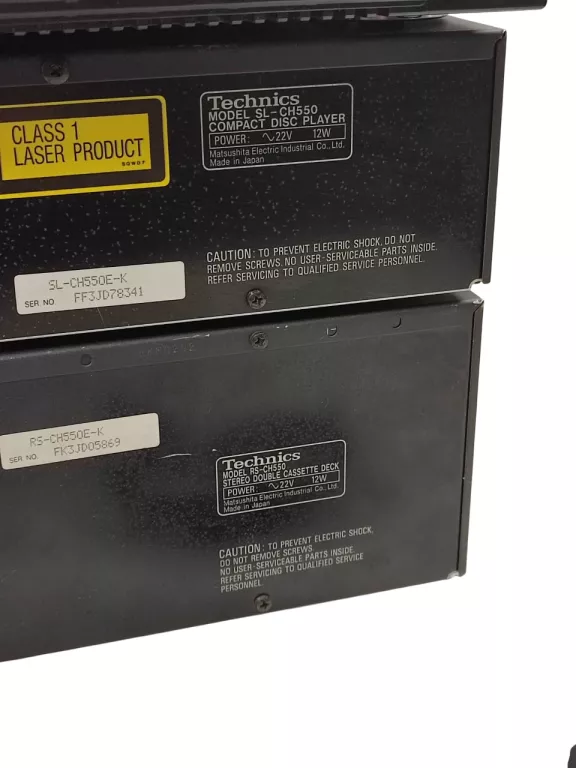 CLASS 1
LASER PRODUCT
Technics
MODEL SL-CH550
COMPACT DISC PLAYER
POWER: ∿22V 12W
Matsushita Electric Industrial Co., Ltd.
Made in Japan
CAUTION: TO PREVENT ELECTRIC SHOCK, DO NOT
REMOVE SCREWS. NO USER-SERVICEABLE PARTS INSIDE.
REFER SERVICING TO QUALIFIED SERVICE PERSONNEL.
SL-CH550E-K
SER. NO. FF3JD78341
RS-CH550E-K
SER. NO. FK3JD05869
Technics
MODEL RS-CH550
STEREO DOUBLE CASSETTE DECK
POWER: ∿22V 12W
Matsushita Electric Industrial Co., Ltd.
Made in Japan
CAUTION: TO PREVENT ELECTRIC SHOCK,
DO NOT REMOVE SCREWS.
NO USER-SERVICEABLE PARTS INSIDE.
REFER SERVICING TO QUALIFIED SERVICE
PERSONNEL.